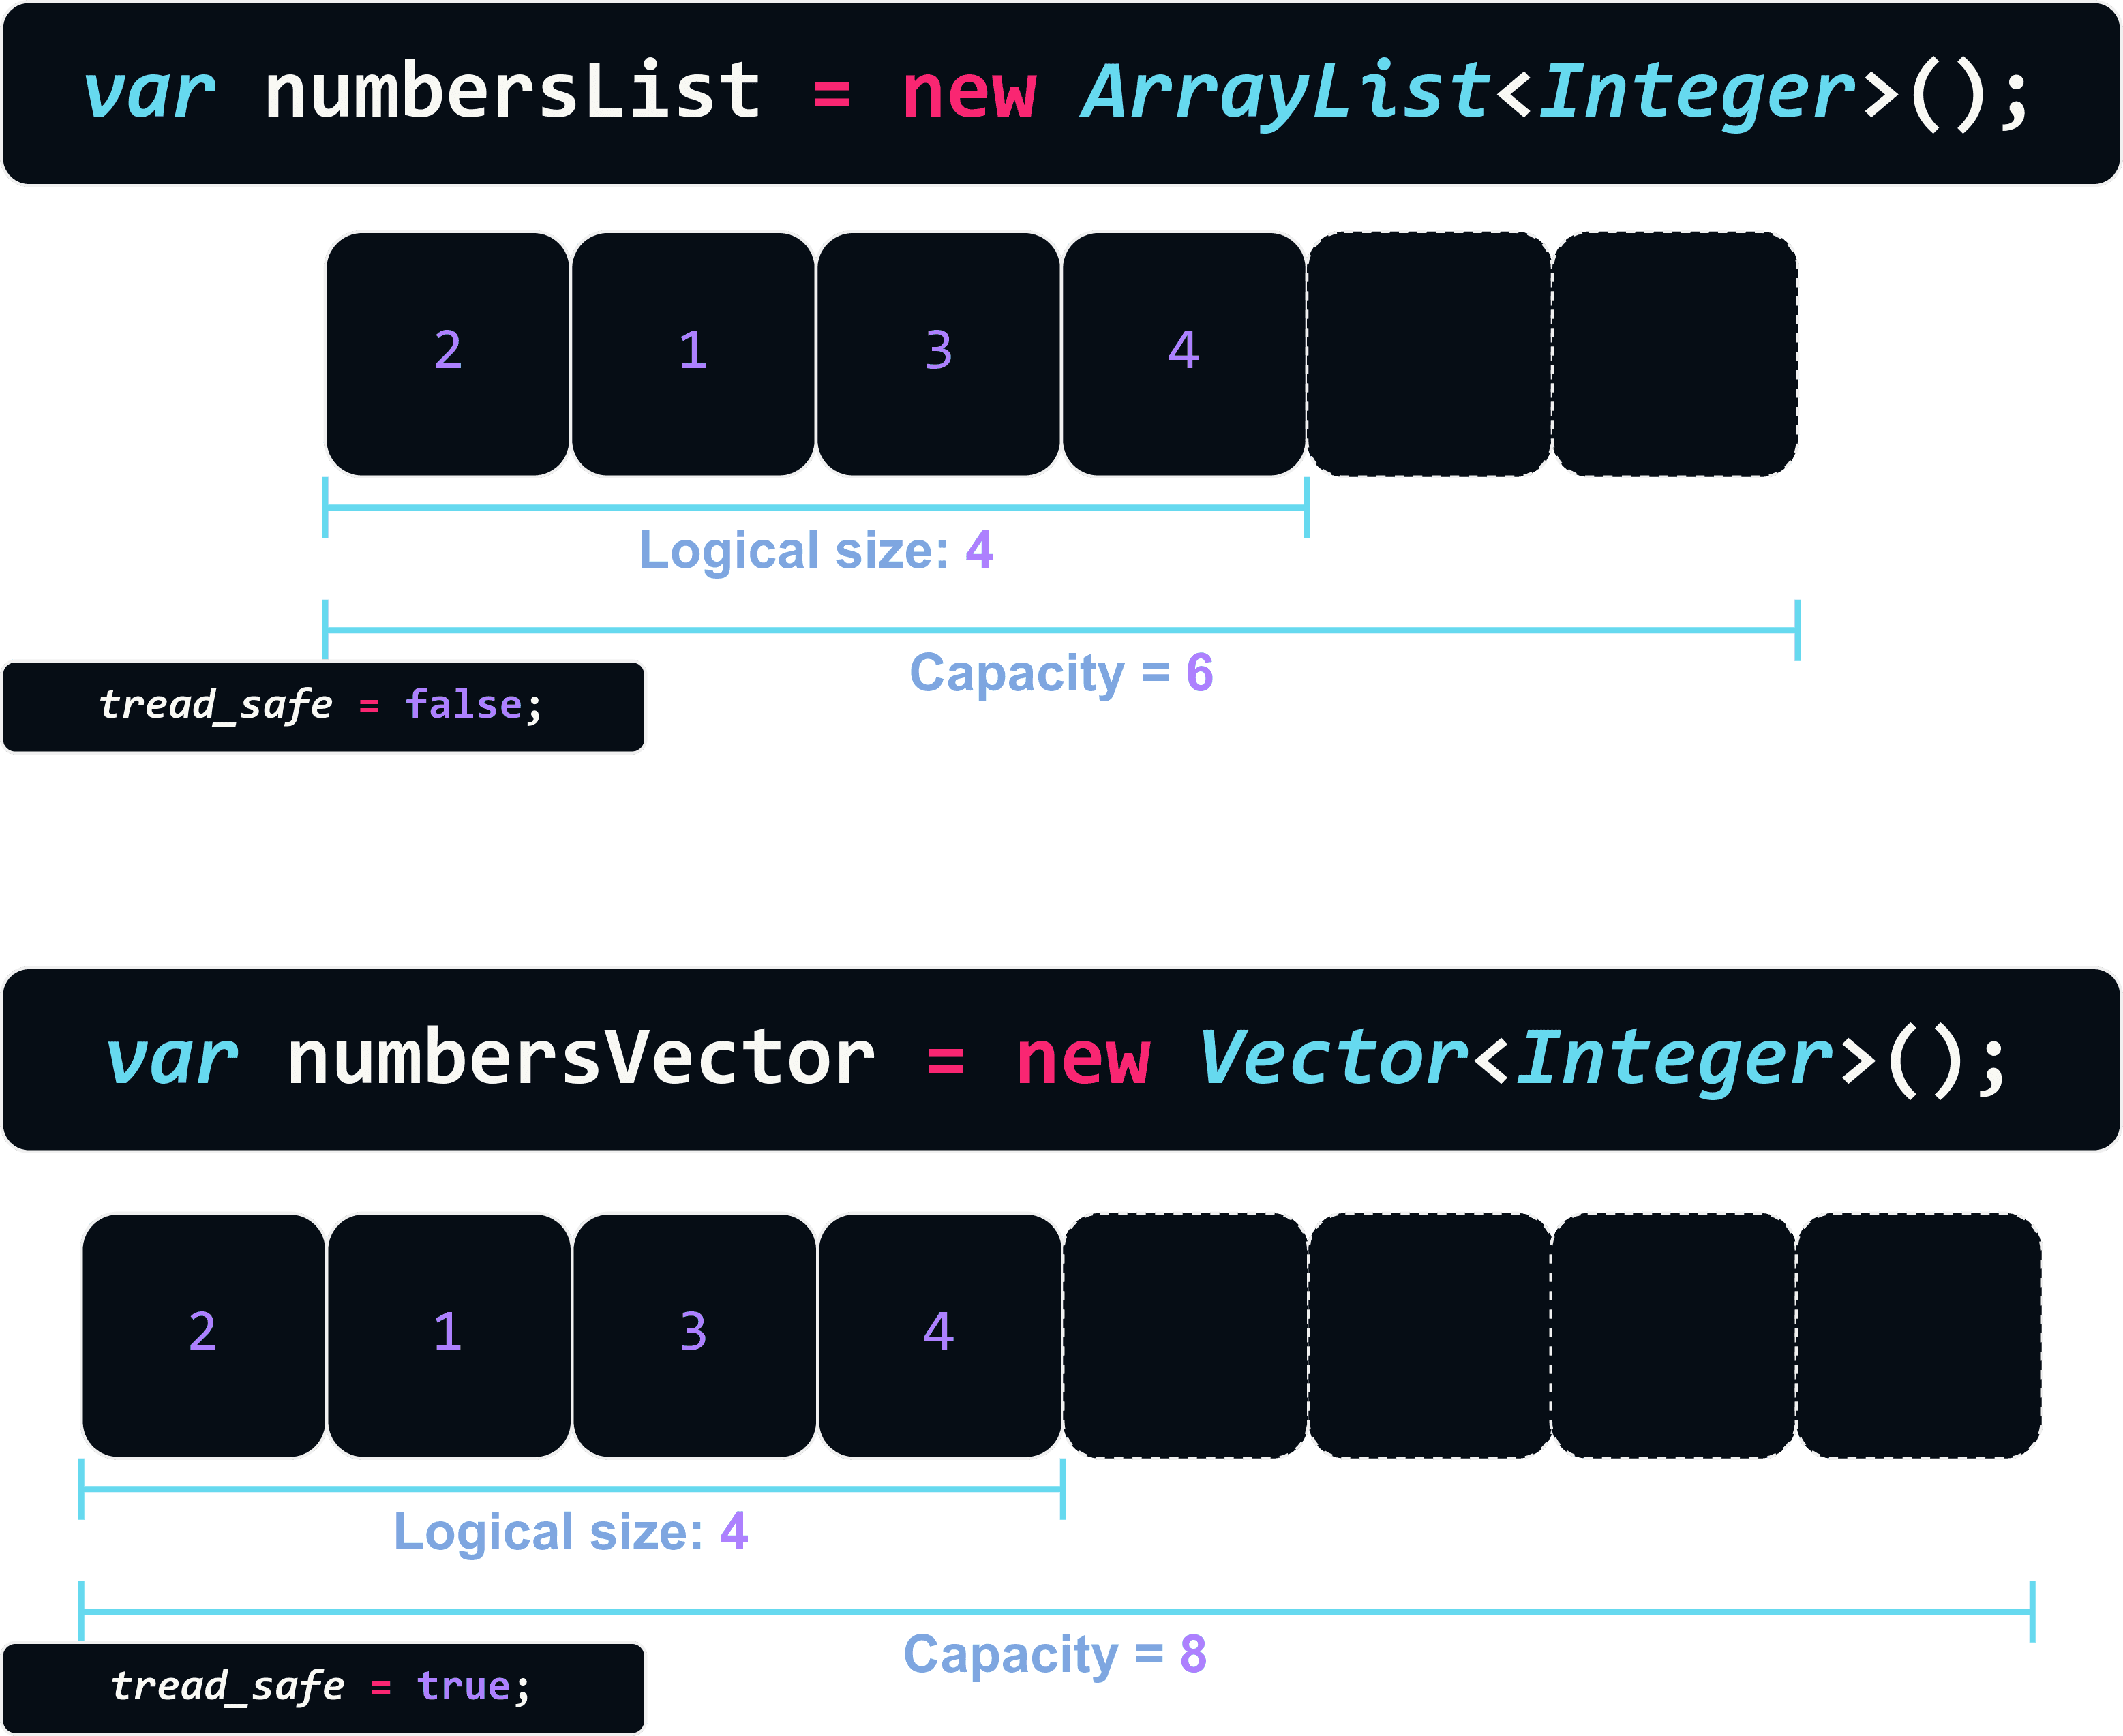 var numbersList = new ArrayList<Integer>();
2 1 3 4
Logical size: 4
Capacity = 6
tread_safe = false;
var numbersVector = new Vector<Integer>();
2 1 3 4
Logical size: 4
Capacity = 8
tread_safe = true;